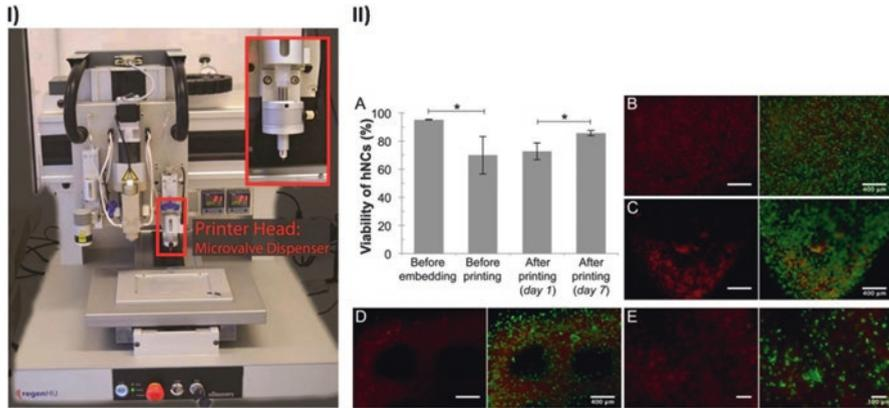 I)
II)
Printer Head:
Microvalve Dispenser
regenHU
A
Viability of hNCs (%)
100
80
60
40
20
0
*
*
Before embedding
Before printing
After printing (day 1)
After printing (day 7)
B
400 µm
C
400 µm
D
400 µm
E
100 µm